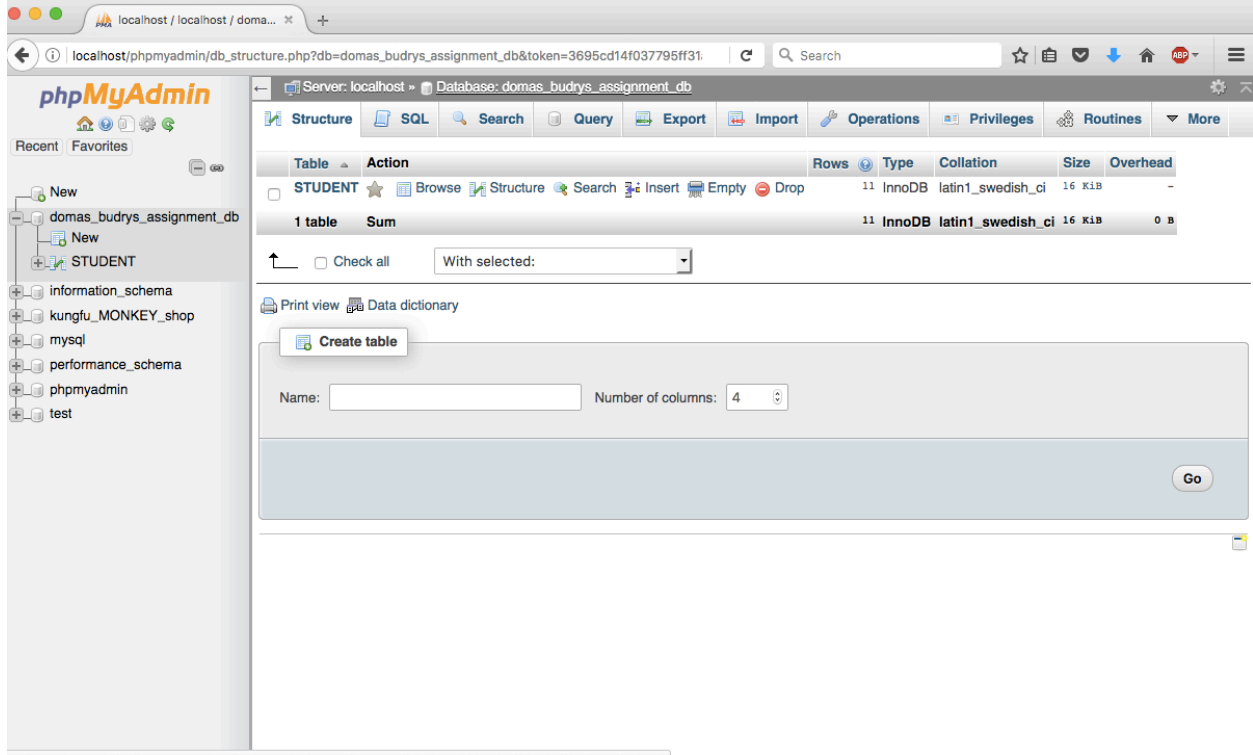 localhost / localhost / doma...
localhost/phpmyadmin/db_structure.php?db=domas_budrys_assignment_db&token=3695cd14f037795ff31
Search
ABP
phpMyAdmin
Recent Favorites
New
domas_budrys_assignment_db
New
STUDENT
information_schema
kungfu_MONKEY_shop
mysql
performance_schema
phpmyadmin
test
Server: localhost » Database: domas_budrys_assignment_db
Structure SQL Search Query Export Import Operations Privileges Routines More
Table Action Rows Type Collation Size Overhead
STUDENT Browse Structure Search Insert Empty Drop 11 InnoDB latin1_swedish_ci 16 KiB -
1 table Sum 11 InnoDB latin1_swedish_ci 16 KiB 0 B
Check all With selected:
Print view Data dictionary
Create table
Name: Number of columns: 4
Go